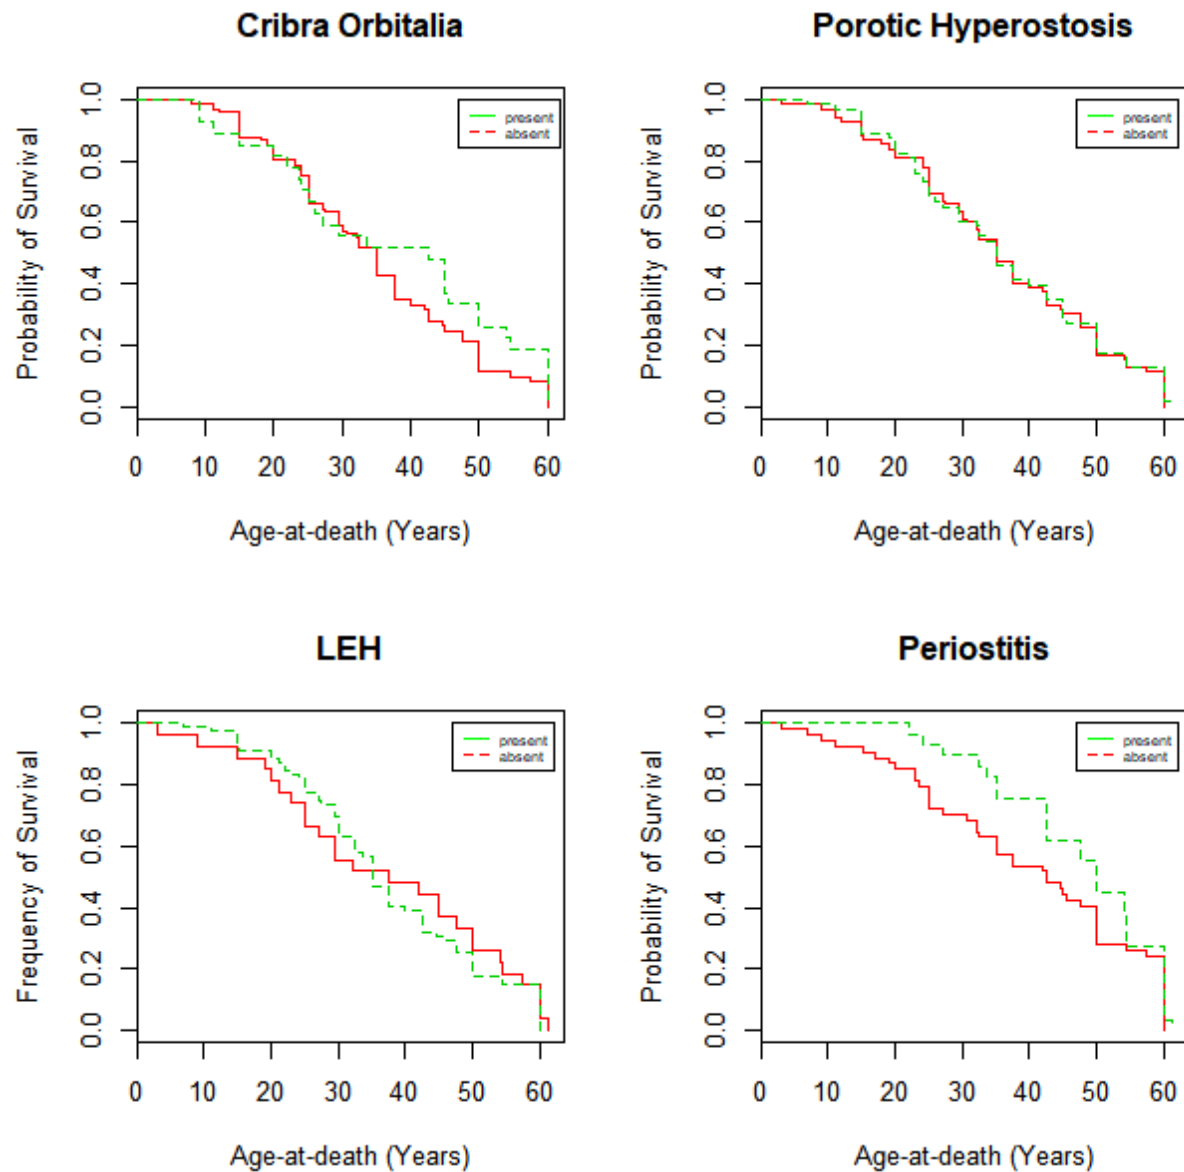 Cribra Orbitalia
Probability of Survival
1.0
0.8
0.6
0.4
0.2
0.0
present
absent
0 10 20 30 40 50 60
Age-at-death (Years)
Porotic Hyperostosis
Probability of Survival
1.0
0.8
0.6
0.4
0.2
0.0
present
absent
0 10 20 30 40 50 60
Age-at-death (Years)
LEH
Frequency of Survival
1.0
0.8
0.6
0.4
0.2
0.0
present
absent
0 10 20 30 40 50 60
Age-at-death (Years)
Periostitis
Probability of Survival
1.0
0.8
0.6
0.4
0.2
0.0
present
absent
0 10 20 30 40 50 60
Age-at-death (Years)